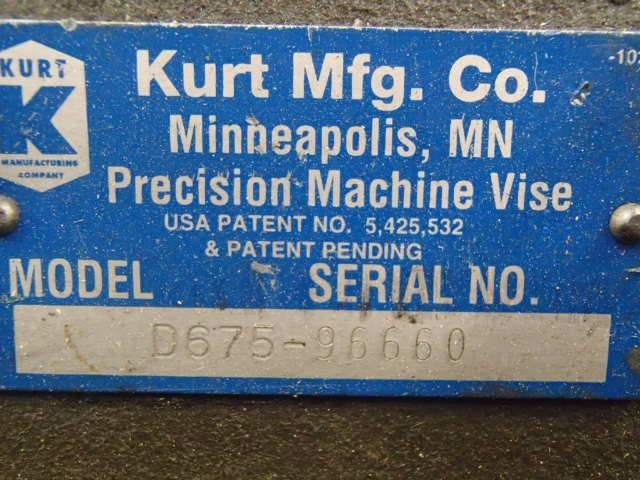 KURT
K
MANUFACTURING
COMPANY
Kurt Mfg. Co.
Minneapolis, MN
Precision Machine Vise
USA PATENT NO. 5,425,532
& PATENT PENDING
MODEL SERIAL NO.
D675-96660